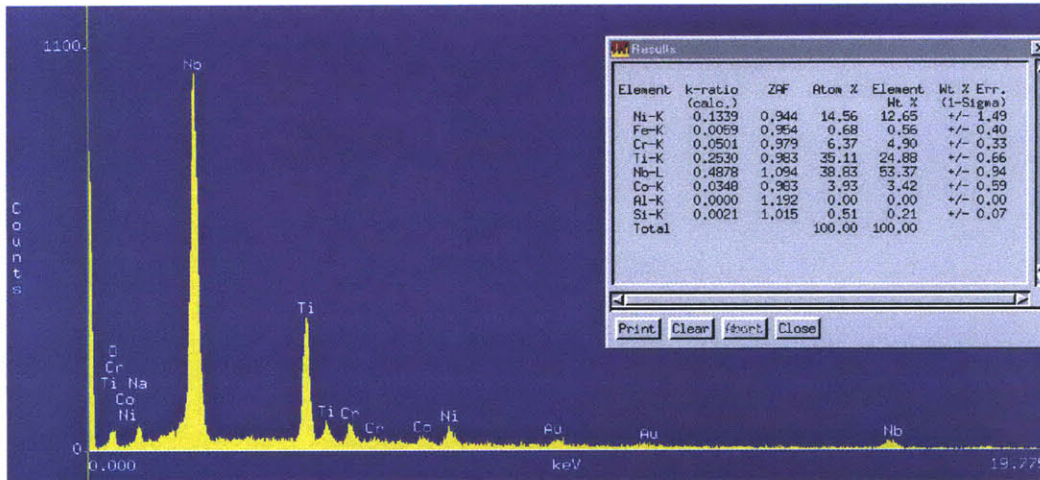 1100
Nb
Counts
Ti
O
Cr
Ti Na
Co
Ni
Ti Cr
Cr
Co
Ni
Au
Au
Nb
0
0.000
keV
19.775
Results
Element k-ratio ZAF Atom % Element Wt % Err.
(calc.) Wt % (1-Sigma)
Ni-K 0.1339 0.944 14.56 12.65 +/- 1.49
Fe-K 0.0059 0.954 0.68 0.56 +/- 0.40
Cr-K 0.0501 0.979 6.37 4.90 +/- 0.33
Ti-K 0.2530 0.983 35.11 24.88 +/- 0.66
Nb-L 0.4878 1.094 38.83 53.37 +/- 0.94
Co-K 0.0348 0.983 3.93 3.42 +/- 0.59
Al-K 0.0000 1.192 0.00 0.00 +/- 0.00
Si-K 0.0021 1.015 0.51 0.21 +/- 0.07
Total 100.00 100.00
Print Clear Abort Close